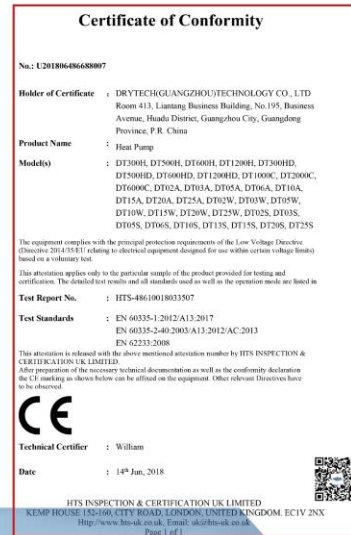 Certificate of Conformity
No.: U201806486688007
Holder of Certificate : DRYTECH(GUANGZHOU)TECHNOLOGY CO., LTD
Room 413, Liantang Business Building, No.195, Business
Avenue, Huadu District, Guangzhou City, Guangdong
Province, P.R. China
Product Name : Heat Pump
Model(s) : DT300H, DT500H, DT600H, DT1200H, DT300HD,
DT500HD, DT600HD, DT1200HD, DT1000C, DT2000C,
DT6000C, DT02A, DT03A, DT05A, DT06A, DT10A,
DT15A, DT20A, DT25A, DT02W, DT03W, DT05W,
DT10W, DT15W, DT20W, DT25W, DT02S, DT03S,
DT05S, DT06S, DT10S, DT13S, DT15S, DT20S, DT25S
The equipment complies with the principal protection requirements of the Low Voltage Directive
(Directive 2014/35/EU relating to electrical equipment designed for use within certain voltage limits)
based on a voluntary test.
This attestation applies only to the particular sample of the product provided for testing and
certification. The detailed test results and all standards used as well as the operation mode are listed in
Test Report No. : HTS-48610018033507
Test Standards : EN 60335-1:2012/A13:2017
EN 60335-2-40:2003/A13:2012/AC:2013
EN 62233:2008
This attestation is released with the above mentioned attestation number by HTS INSPECTION &
CERTIFICATION UK LIMITED.
After preparation of the necessary technical documentation as well as the conformity declaration
the CE marking as shown below can be affixed on the equipment. Other relevant Directives have
to be observed.
CE
Technical Certifier : William
Date : 14th Jun, 2018
HTS INSPECTION & CERTIFICATION UK LIMITED
KEMP HOUSE 152-160, CITY ROAD, LONDON, UNITED KINGDOM. EC1V 2NX
Http://www.hts-uk.co.uk, Email: uk@hts-uk.co.uk
Page 1 of 1